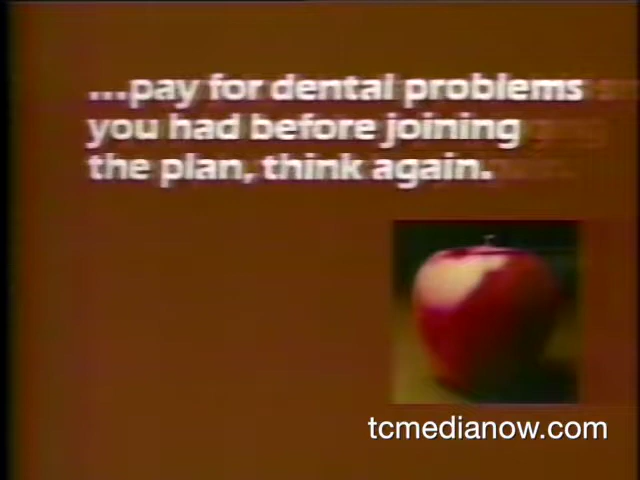 ...pay for dental problems
you had before joining
the plan, think again.
tcmedianow.com